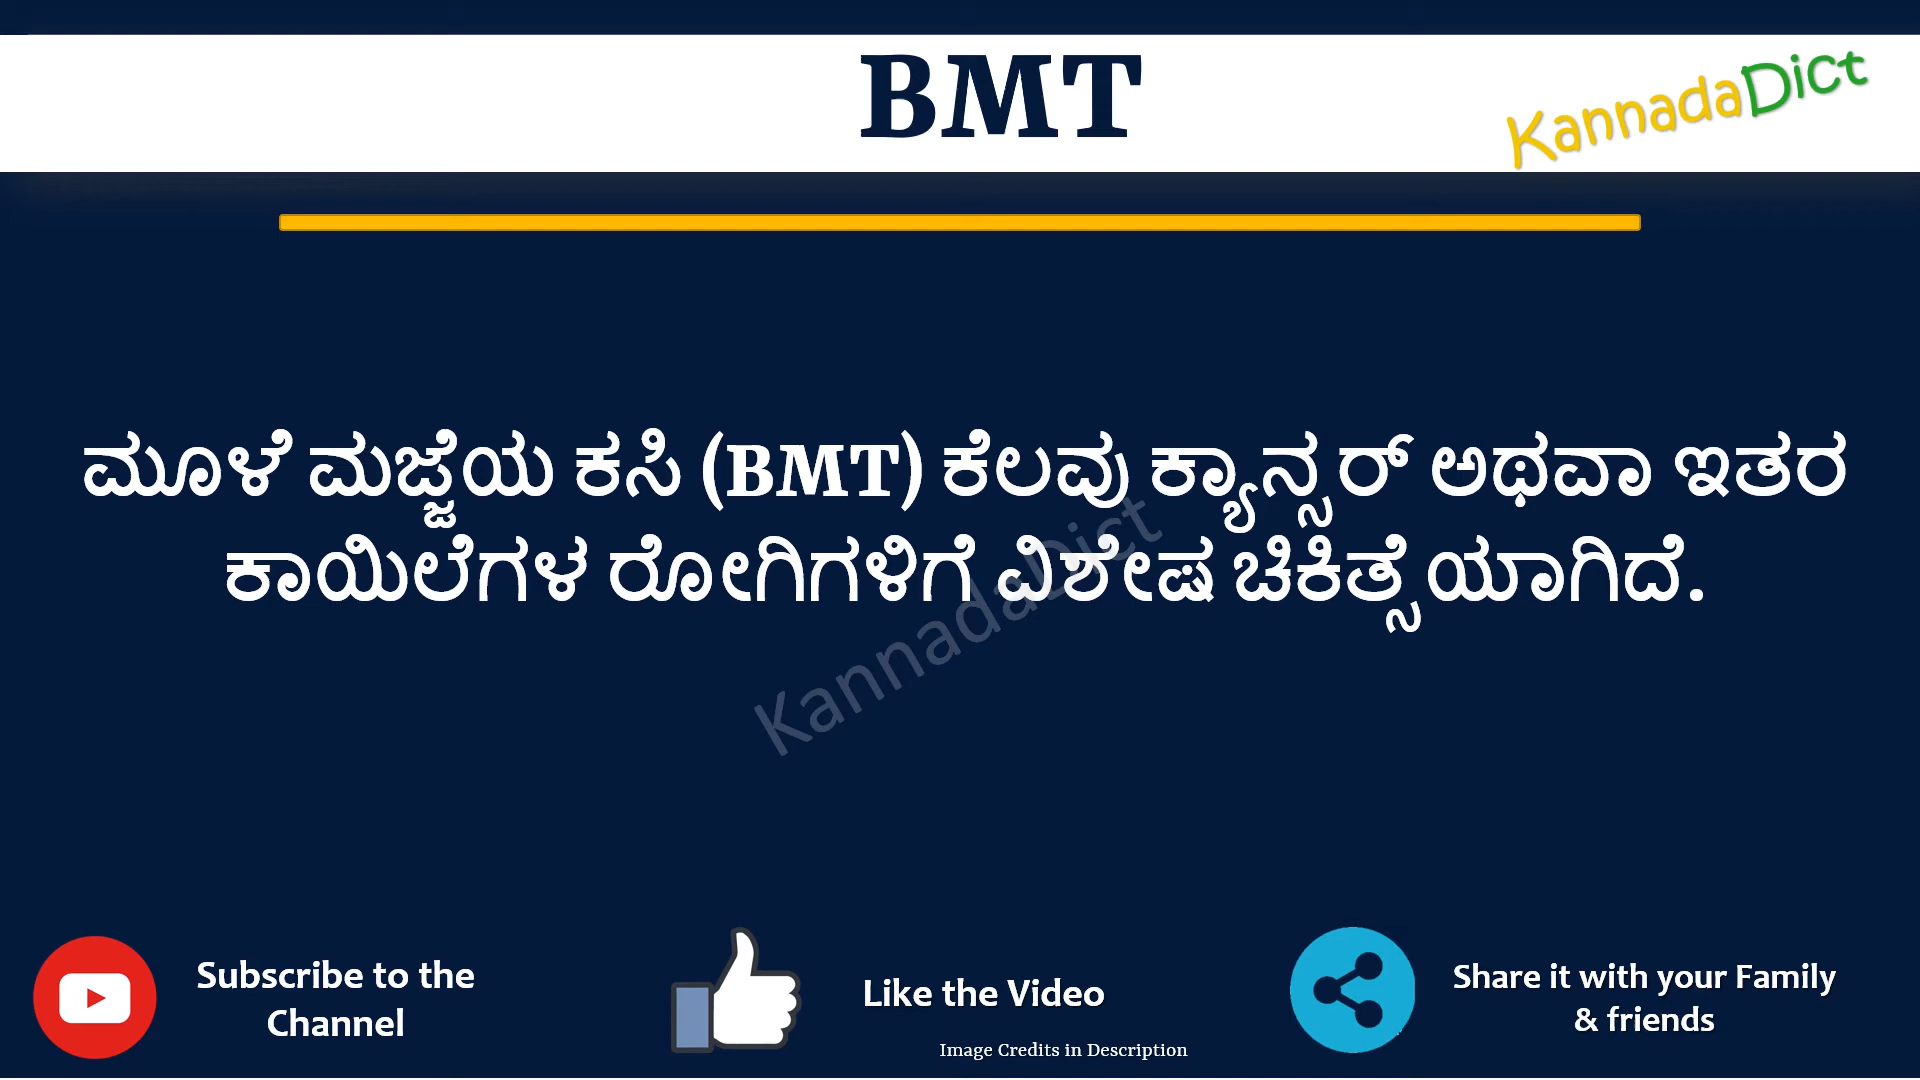 BMT
KannadaDict
ಮೂಳೆ ಮಜ್ಜೆಯ ಕಸಿ (BMT) ಕೆಲವು ಕ್ಯಾನ್ಸರ್ ಅಥವಾ ಇತರ
ಕಾಯಿಲೆಗಳ ರೋಗಿಗಳಿಗೆ ವಿಶೇಷ ಚಿಕಿತ್ಸೆಯಾಗಿದೆ.
KannadaDict
Subscribe to the
Channel
Like the Video
Share it with your Family
& friends
Image Credits in Description